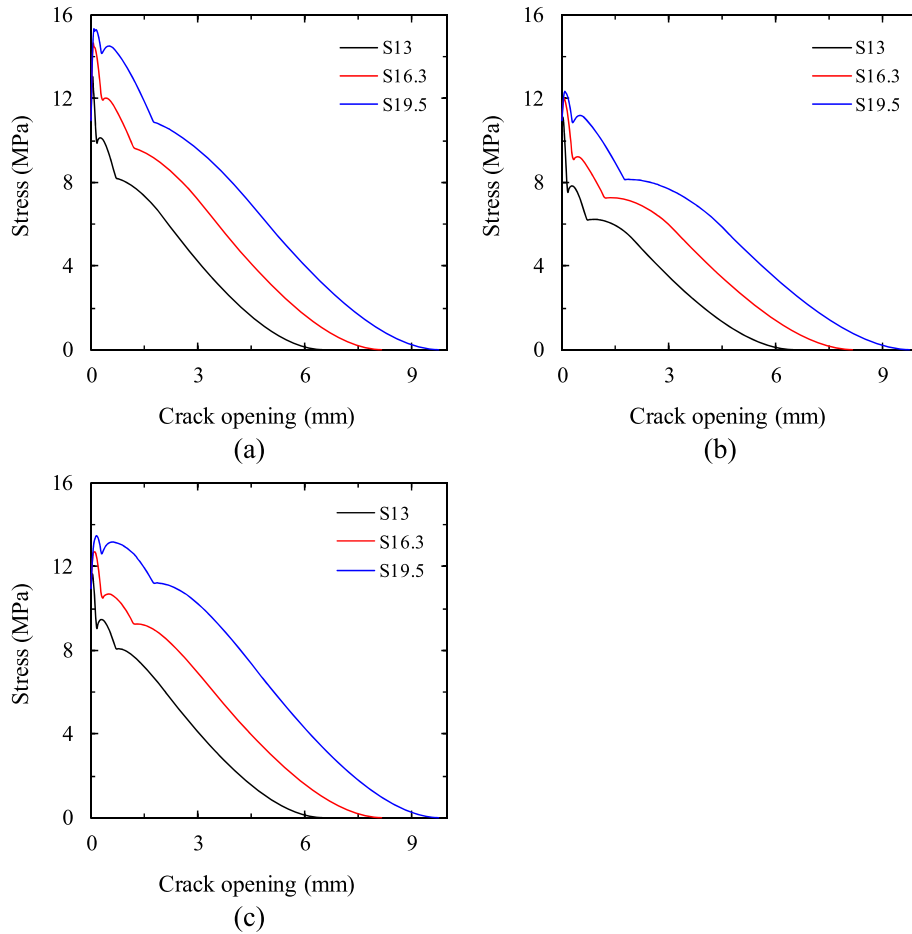 16
12
8
4
0
Stress (MPa)
S13
S16.3
S19.5
0 3 6 9
Crack opening (mm)
(a)
16
12
8
4
0
Stress (MPa)
S13
S16.3
S19.5
0 3 6 9
Crack opening (mm)
(b)
16
12
8
4
0
Stress (MPa)
S13
S16.3
S19.5
0 3 6 9
Crack opening (mm)
(c)